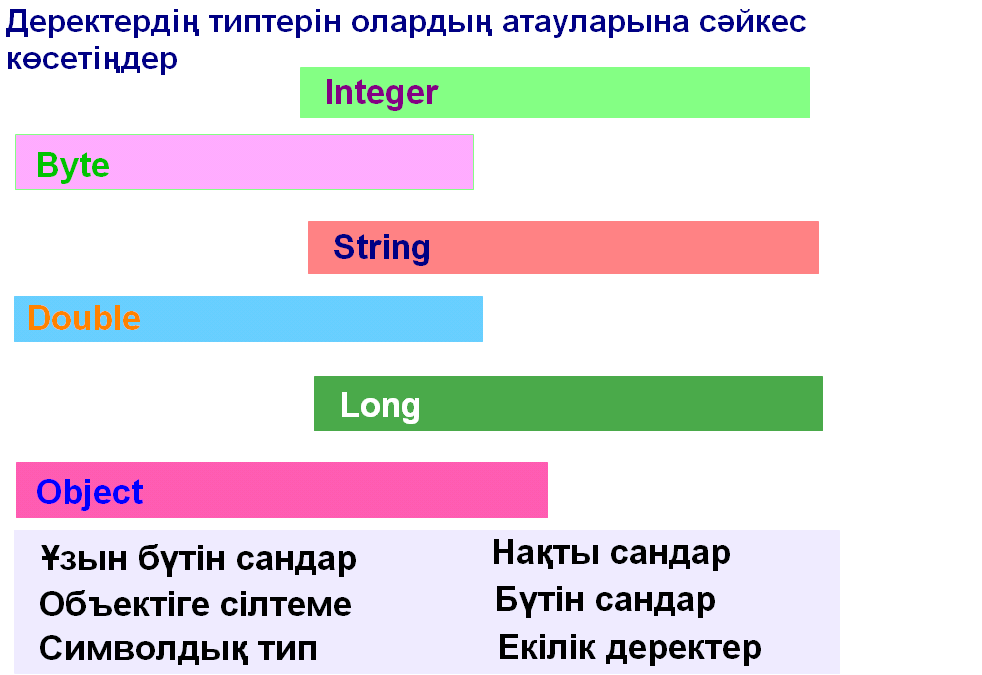 Деректердің типтерін олардың атауларына сәйкес
көсетіңдер
Integer
Byte
String
Double
Long
Object
Ұзын бүтін сандар
Нақты сандар
Объектіге сілтеме
Бүтін сандар
Символдық тип
Екілік деректер